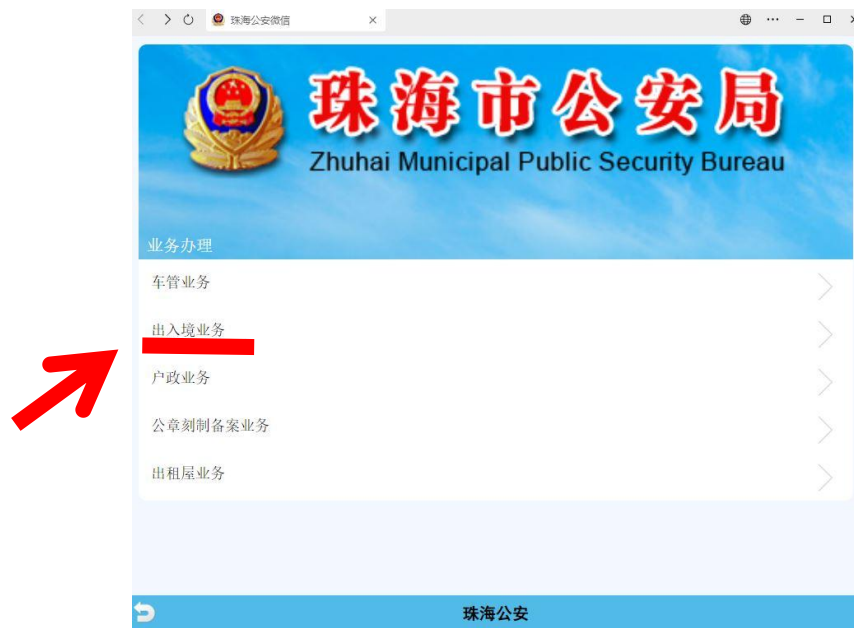 珠海公安微信
珠海市公安局
Zhuhai Municipal Public Security Bureau
业务办理
车管业务
出入境业务
户政业务
公章刻制备案业务
出租屋业务
珠海公安